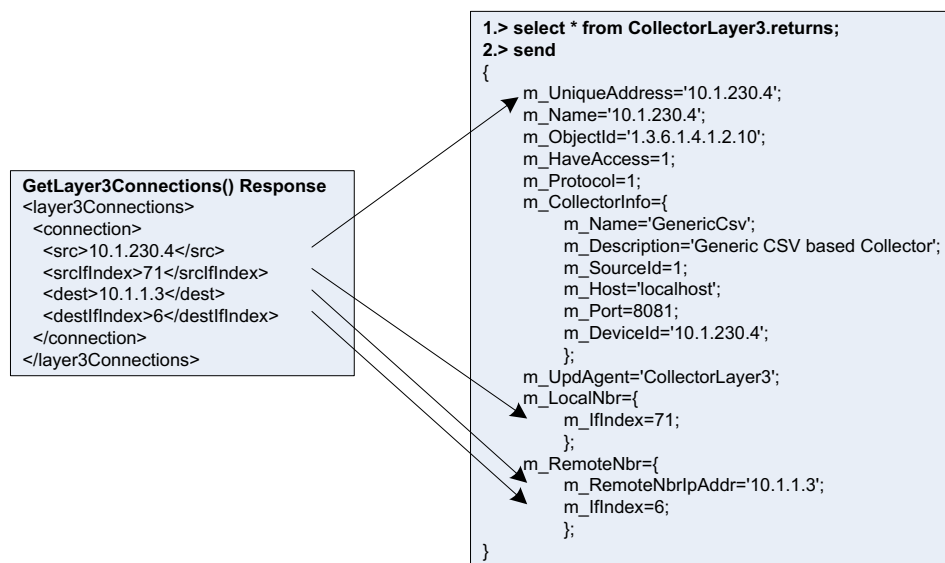 GetLayer3Connections() Response
<layer3Connections>
<connection>
<src>10.1.230.4</src>
<srcIfIndex>71</srcIfIndex>
<dest>10.1.1.3</dest>
<destIfIndex>6</destIfIndex>
</connection>
</layer3Connections>
1.> select * from CollectorLayer3.returns;
2.> send
{
m_UniqueAddress='10.1.230.4';
m_Name='10.1.230.4';
m_ObjectId='1.3.6.1.4.1.2.10';
m_HaveAccess=1;
m_Protocol=1;
m_CollectorInfo={
m_Name='GenericCsv';
m_Description='Generic CSV based Collector';
m_SourceId=1;
m_Host='localhost';
m_Port=8081;
m_DeviceId='10.1.230.4';
};
m_UpdAgent='CollectorLayer3';
m_LocalNbr={
m_IfIndex=71;
};
m_RemoteNbr={
m_RemoteNbrIpAddr='10.1.1.3';
m_IfIndex=6;
};
}